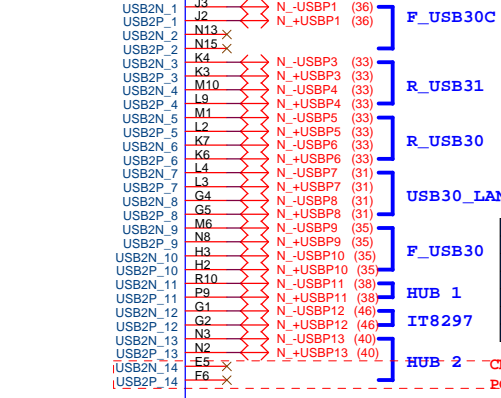 USB2N_1 J3 N_-USBP1 (36)
USB2P_1 J2 N_+USBP1 (36) F_USB30C
USB2N_2 N13
USB2P_2 N15
USB2N_3 K4 N_-USBP3 (33)
USB2P_3 K3 N_+USBP3 (33)
USB2N_4 M10 N_-USBP4 (33) R_USB31
USB2P_4 L9 N_+USBP4 (33)
USB2N_5 M1 N_-USBP5 (33)
USB2P_5 L2 N_+USBP5 (33)
USB2N_6 K7 N_-USBP6 (33) R_USB30
USB2P_6 K6 N_+USBP6 (33)
USB2N_7 L4 N_-USBP7 (31)
USB2P_7 L3 N_+USBP7 (31)
USB2N_8 G4 N_-USBP8 (31) USB30_LAN
USB2P_8 G5 N_+USBP8 (31)
USB2N_9 M6 N_-USBP9 (35)
USB2P_9 N8 N_+USBP9 (35)
USB2N_10 H3 N_-USBP10 (35) F_USB30
USB2P_10 H2 N_+USBP10 (35)
USB2N_11 R10 N_-USBP11 (38)
USB2P_11 P9 N_+USBP11 (38) HUB 1
USB2N_12 G1 N_-USBP12 (46)
USB2P_12 G2 N_+USBP12 (46) IT8297
USB2N_13 N3 N_-USBP13 (40)
USB2P_13 N2 N_+USBP13 (40)
USB2N_14 E5 HUB 2
USB2P_14 F6